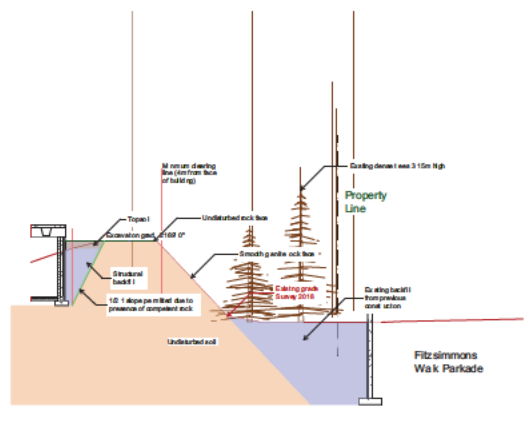 Minimum clearing
line (4m from face
of building)
Existing dense trees 3-15m high
Property
Line
Topsoil
Undisturbed rock face
Excavation grade
Smooth granite rock face
Structural
backfill
Existing grade
Survey 2018
Existing backfill
from previous
construction
1/2:1 slope permitted due to
presence of competent rock
Undisturbed soil
Fitzsimmons
Walk Parkade